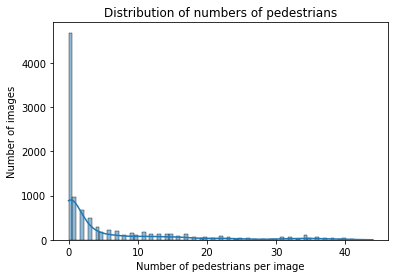 Distribution of numbers of pedestrians
4000
3000
2000
1000
0
Number of images
0 10 20 30 40
Number of pedestrians per image